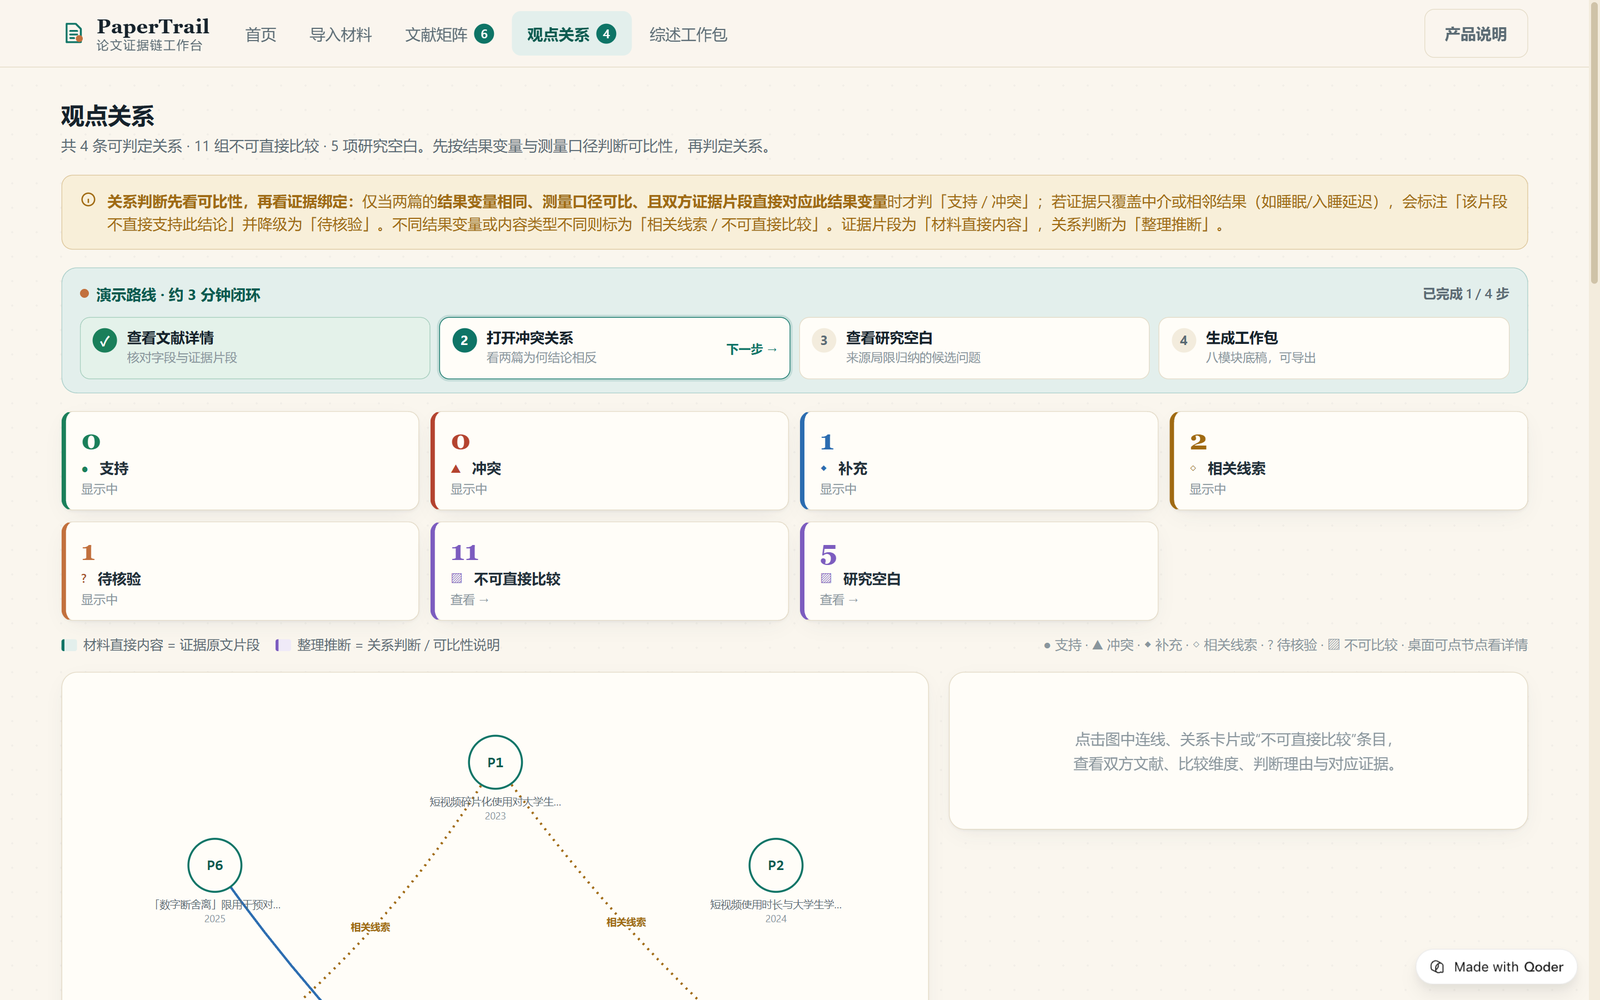 PaperTrail
论文证据链工作台
首页
导入材料
文献矩阵 6
观点关系 4
综述工作包
产品说明
观点关系
共 4 条可判定关系 · 11 组不可直接比较 · 5 项研究空白。先按结果变量与测量口径判断可比性，再判定关系。
关系判断先看可比性，再看证据绑定：仅当两篇的结果变量相同、测量口径可比、且双方证据片段直接对应此结果变量时才判「支持 / 冲突」；若证据只覆盖中介或相邻结果（如睡眠/入睡延迟），会标注「该片段
不直接支持此结论」并降级为「待核验」。不同结果变量或内容类型不同则标为「相关线索 / 不可直接比较」。证据片段为「材料直接内容」，关系判断为「整理推断」。
演示路线 · 约 3 分钟闭环
已完成 1 / 4 步
✓ 查看文献详情
核对字段与证据片段
2 打开冲突关系
看两篇为何结论相反
下一步 →
3 查看研究空白
来源局限归纳的候选问题
4 生成工作包
八模块底稿，可导出
0
● 支持
显示中
0
▲ 冲突
显示中
1
◆ 补充
显示中
2
◇ 相关线索
显示中
1
? 待核验
显示中
11
▨ 不可直接比较
查看 →
5
▨ 研究空白
查看 →
材料直接内容 = 证据原文片段
整理推断 = 关系判断 / 可比性说明
● 支持 · ▲ 冲突 · ◆ 补充 · ◇ 相关线索 · ? 待核验 · ▨ 不可比较 · 桌面可点节点看详情
P1
短视频碎片化使用对大学生...
2023
P6
「数字断舍离」限用干预对...
2025
P2
短视频使用时长与大学生学...
2024
相关线索
相关线索
点击图中连线、关系卡片或“不可直接比较”条目，
查看双方文献、比较维度、判断理由与对应证据。
Made with Qoder